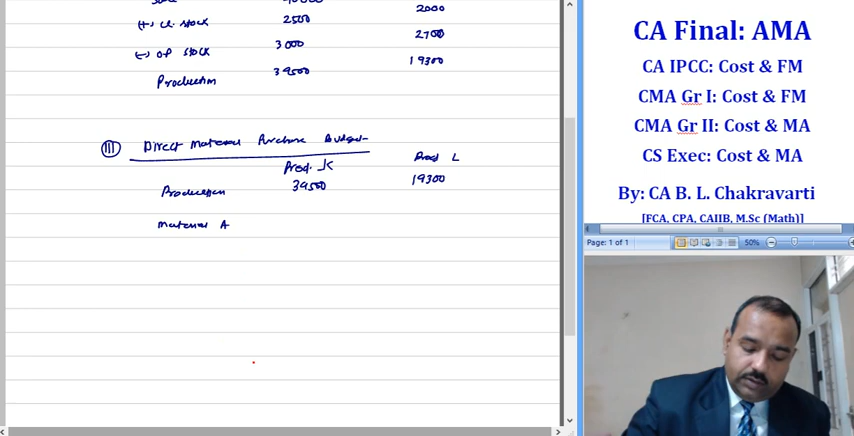 2000
(+) cl. stock 2500 2700
(-) op stock 3000 19300
Production 39500
III Direct Material Purchase Budget
Prod. K Prod L
Production 39500 19300
Material A
CA Final: AMA
CA IPCC: Cost & FM
CMA Gr I: Cost & FM
CMA Gr II: Cost & MA
CS Exec: Cost & MA
By: CA B. L. Chakravarti
[FCA, CPA, CAIIB, M.Sc (Math)]
Page: 1 of 1 50%